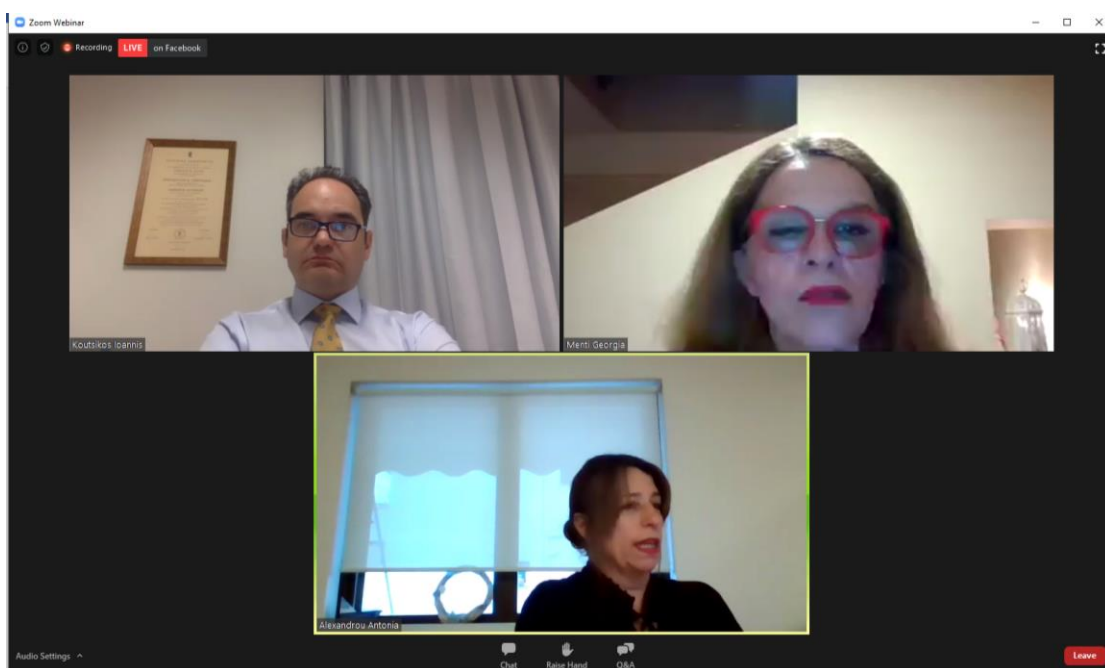 Zoom Webinar
Recording
LIVE on Facebook
Koutsikos Ioannis
Menti Georgia
Alexandrou Antonia
Audio Settings
Chat
Raise Hand
Q&A
Leave